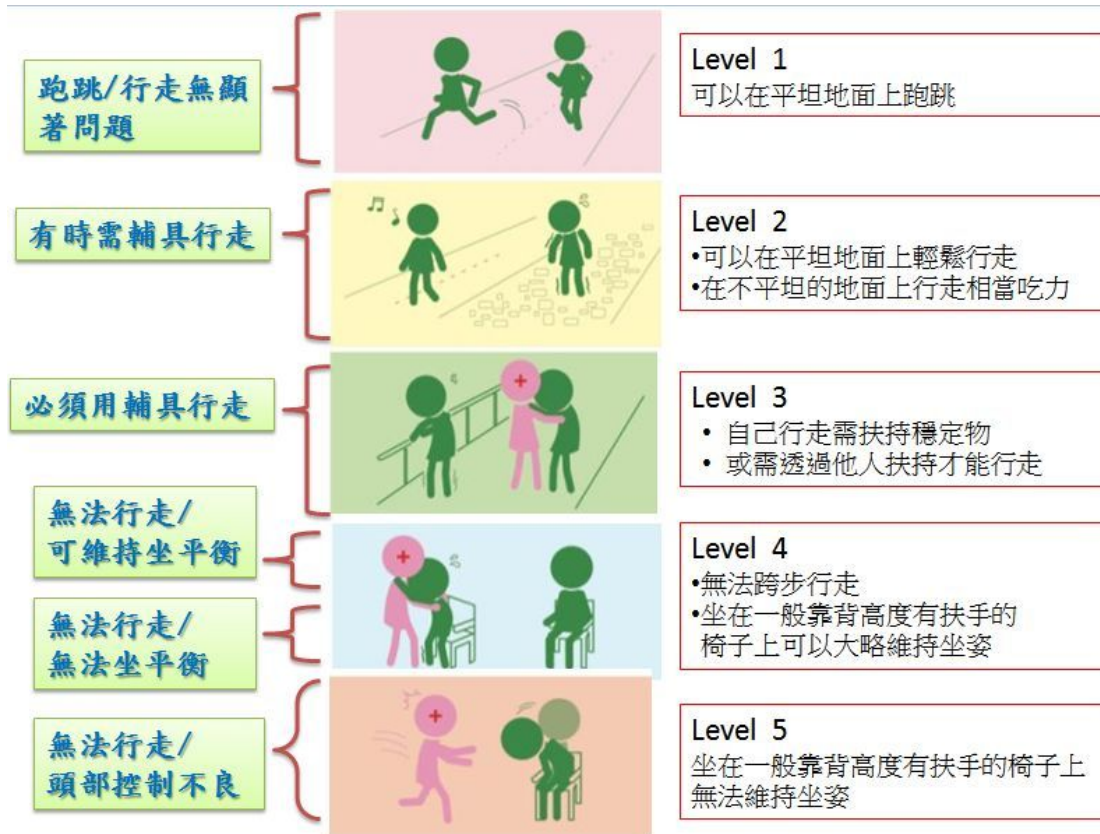 跑跳/行走無顯
著問題
Level 1
可以在平坦地面上跑跳
有時需輔具行走
Level 2
•可以在平坦地面上輕鬆行走
•在不平坦的地面上行走相當吃力
必須用輔具行走
Level 3
• 自己行走需扶持穩定物
• 或需透過他人扶持才能行走
無法行走/
可維持坐平衡
無法行走/
無法坐平衡
Level 4
•無法跨步行走
•坐在一般靠背高度有扶手的
椅子上可以大略維持坐姿
無法行走/
頭部控制不良
Level 5
坐在一般靠背高度有扶手的椅子上
無法維持坐姿